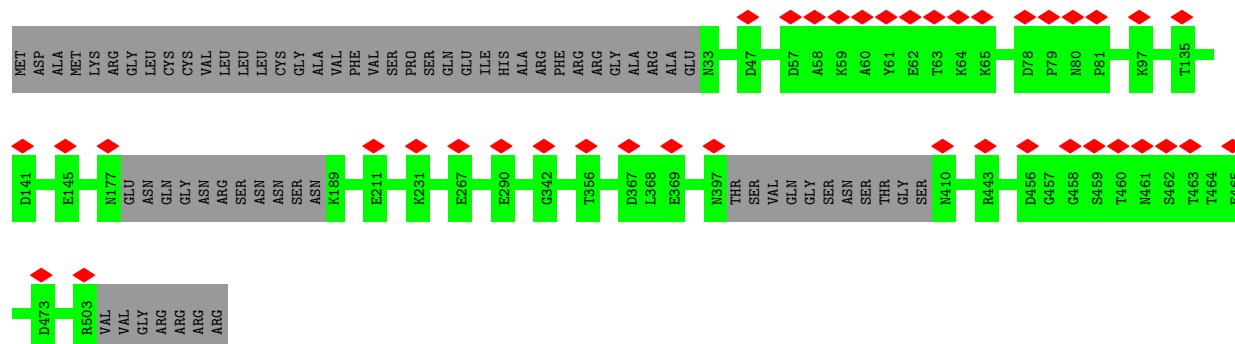 MET ASP ALA MET LYS ARG GLY LEU CYS CYS VAL LEU LEU LEU CYS GLY ALA VAL PHE VAL SER PRO SER GLN GLU ILE HIS ALA ARG PHE ARG ARG GLY ALA ARG ALA GLU N33 D47 D57 A58 K59 A60 Y61 E62 T63 K64 K65 D78 P79 N80 P81 K97 T135
D141 E145 N177 GLU ASN GLN GLY ASN ARG SER ASN ASN SER ASN K189 E211 K231 E267 E290 G342 T356 D367 L368 E369 N397 THR SER VAL GLN GLY SER ASN SER THR GLY SER N410 R443 D456 G457 G458 S459 T460 N461 S462 T463 T464 E465
D473 R503 VAL VAL GLY ARG ARG ARG ARG